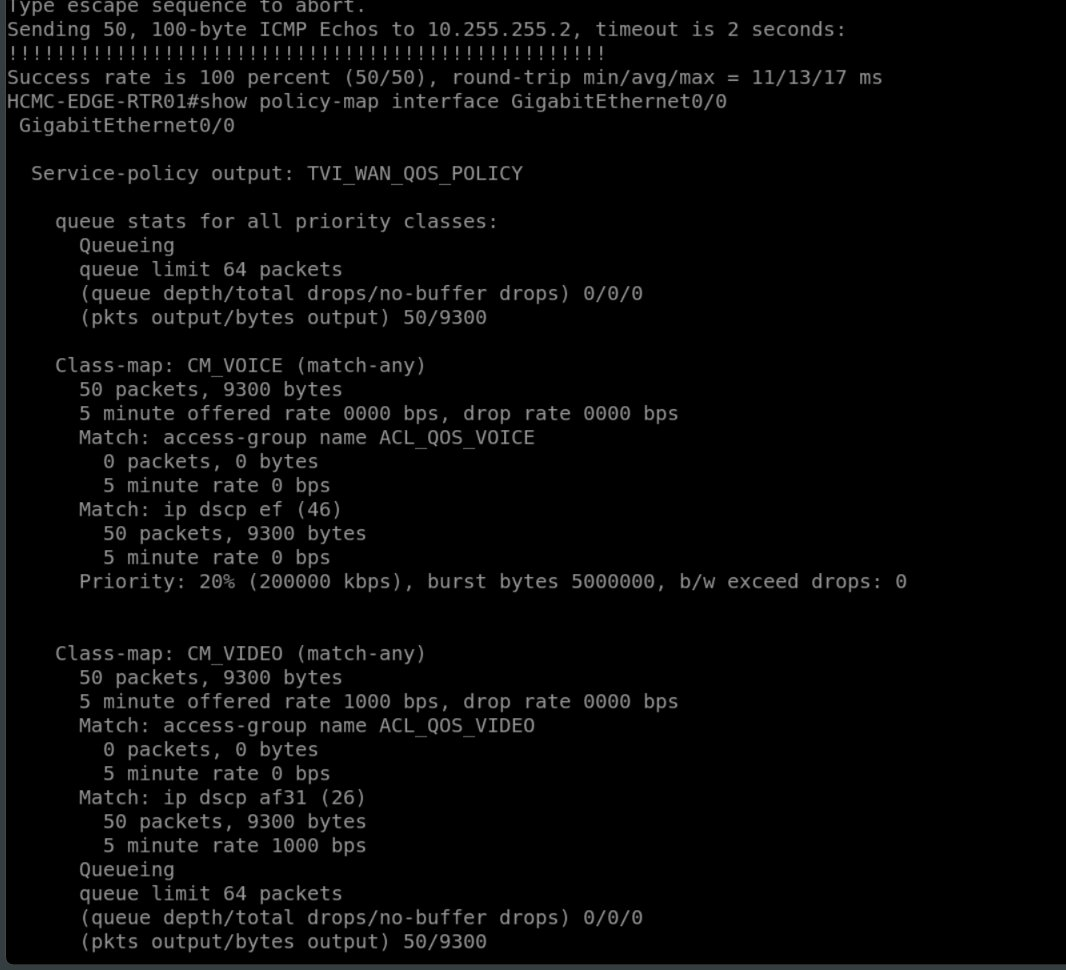 Type escape sequence to abort.
Sending 50, 100-byte ICMP Echos to 10.255.255.2, timeout is 2 seconds:
!!!!!!!!!!!!!!!!!!!!!!!!!!!!!!!!!!!!!!!!!!!!!!!!!!
Success rate is 100 percent (50/50), round-trip min/avg/max = 11/13/17 ms
HCMC-EDGE-RTR01#show policy-map interface GigabitEthernet0/0
 GigabitEthernet0/0

  Service-policy output: TVI_WAN_QOS_POLICY

    queue stats for all priority classes:
      Queueing
      queue limit 64 packets
      (queue depth/total drops/no-buffer drops) 0/0/0
      (pkts output/bytes output) 50/9300

    Class-map: CM_VOICE (match-any)
      50 packets, 9300 bytes
      5 minute offered rate 0000 bps, drop rate 0000 bps
      Match: access-group name ACL_QOS_VOICE
        0 packets, 0 bytes
        5 minute rate 0 bps
      Match: ip dscp ef (46)
        50 packets, 9300 bytes
        5 minute rate 0 bps
      Priority: 20% (200000 kbps), burst bytes 5000000, b/w exceed drops: 0


    Class-map: CM_VIDEO (match-any)
      50 packets, 9300 bytes
      5 minute offered rate 1000 bps, drop rate 0000 bps
      Match: access-group name ACL_QOS_VIDEO
        0 packets, 0 bytes
        5 minute rate 0 bps
      Match: ip dscp af31 (26)
        50 packets, 9300 bytes
        5 minute rate 1000 bps
      Queueing
      queue limit 64 packets
      (queue depth/total drops/no-buffer drops) 0/0/0
      (pkts output/bytes output) 50/9300